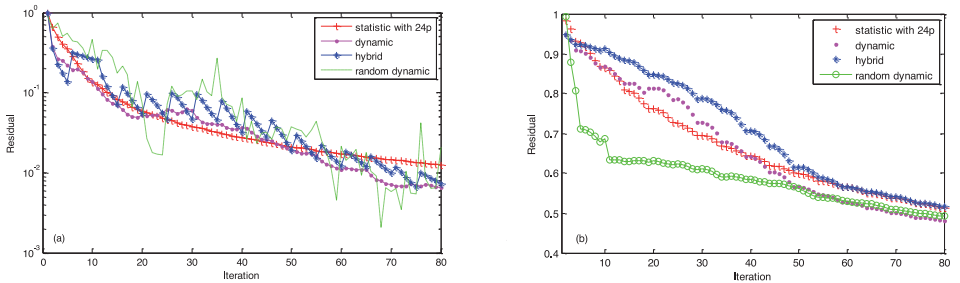 10^0
10^-1
10^-2
10^-3
Residual
0 10 20 30 40 50 60 70 80
Iteration
(a)
statistic with 24p
dynamic
hybrid
random dynamic
1
0.9
0.8
0.7
0.6
0.5
0.4
Residual
10 20 30 40 50 60 70 80
Iteration
(b)
statistic with 24p
dynamic
hybrid
random dynamic